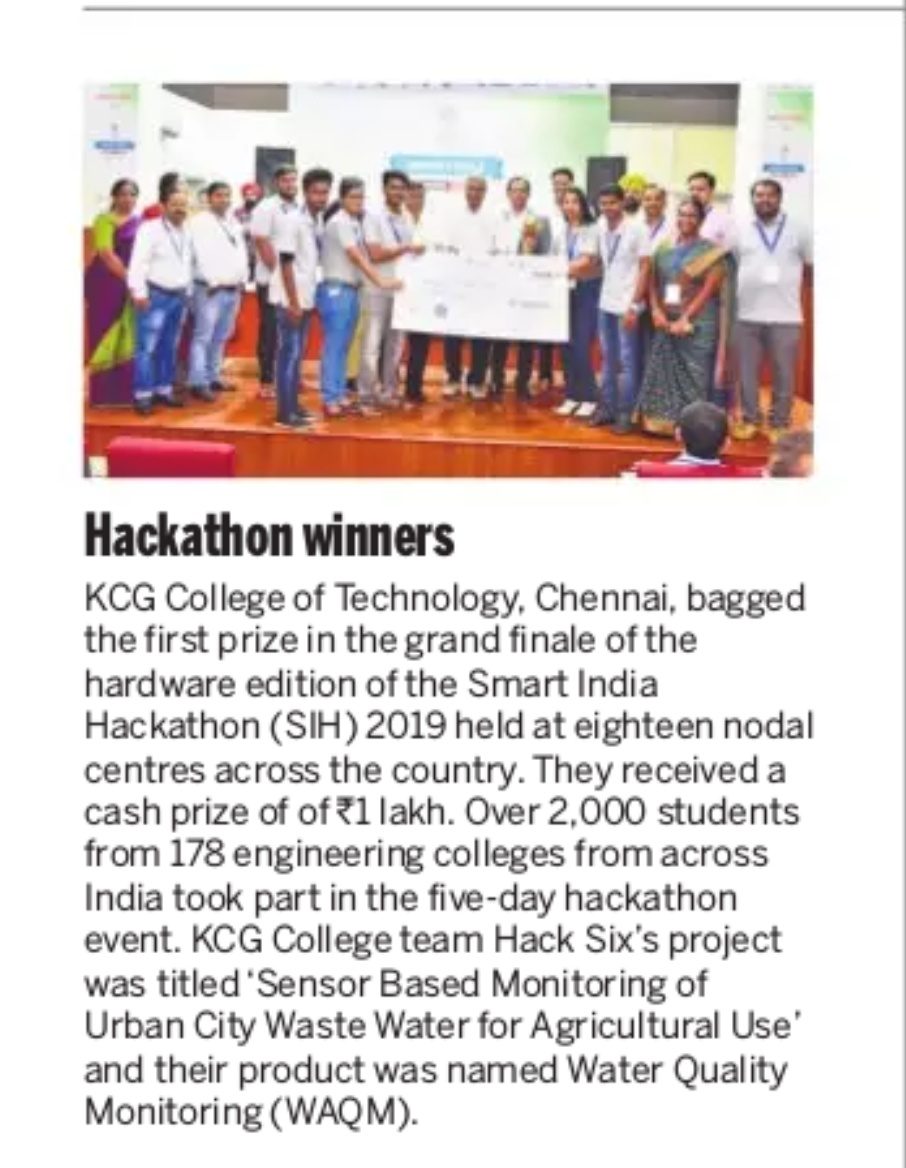 Hackathon winners
KCG College of Technology, Chennai, bagged
the first prize in the grand finale of the
hardware edition of the Smart India
Hackathon (SIH) 2019 held at eighteen nodal
centres across the country. They received a
cash prize of of ₹1 lakh. Over 2,000 students
from 178 engineering colleges from across
India took part in the five-day hackathon
event. KCG College team Hack Six’s project
was titled ‘Sensor Based Monitoring of
Urban City Waste Water for Agricultural Use’
and their product was named Water Quality
Monitoring (WAQM).